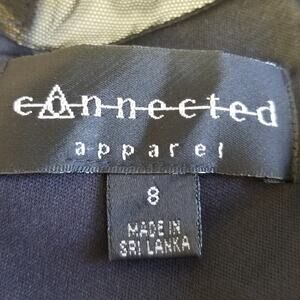 connected
apparel
8
MADE IN
SRI LANKA